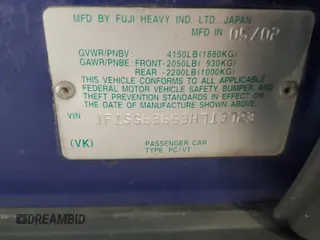 MFD BY FUJI HEAVY IND. LTD. JAPAN
MFD IN 05/02
GVWR/PNBV: 4150LB(1880KG)
GAWR/PNBE: FRONT-2050LB( 930KG)
REAR -2200LB(1000KG)
THIS VEHICLE CONFORMS TO ALL APPLICABLE
FEDERAL MOTOR VEHICLE SAFETY, BUMPER, AND
THEFT PREVENTION STANDARDS IN EFFECT ON
THE DATE OF MANUFACTURE SHOWN ABOVE.
VIN
(VK)
PASSENGER CAR
TYPE: PC/VT
DREAMBID